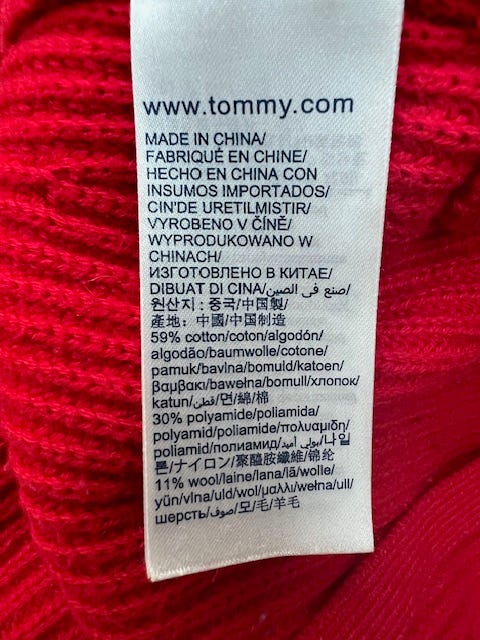 www.tommy.com
MADE IN CHINA/
FABRIQUÉ EN CHINE/
HECHO EN CHINA CON
INSUMOS IMPORTADOS/
CIN'DE URETILMISTIR/
VYROBENO V ČÍNĚ/
WYPRODUKOWANO W
CHINACH/
ИЗГОТОВЛЕНО В КИТАЕ/
DIBUAT DI CINA/صنع في الصين/
원산지 : 중국/中国製/
產地：中國/中国制造
59% cotton/coton/algodón/
algodão/baumwolle/cotone/
pamuk/bavlna/bomuld/katoen/
βαμβακι/bawełna/bomull/хлопок/
katun/قطن/면/綿/棉
30% polyamide/poliamida/
polyamid/poliammide/πολυαμιδη/
poliamid/полиамид/بولي أميد/나일
론/ナイロン/聚醯胺纖維/锦纶
11% wool/laine/lana/lã/wolle/
yün/vlna/uld/wol/μαλλι/wełna/ull/
шерсть/صوف/모/毛/羊毛